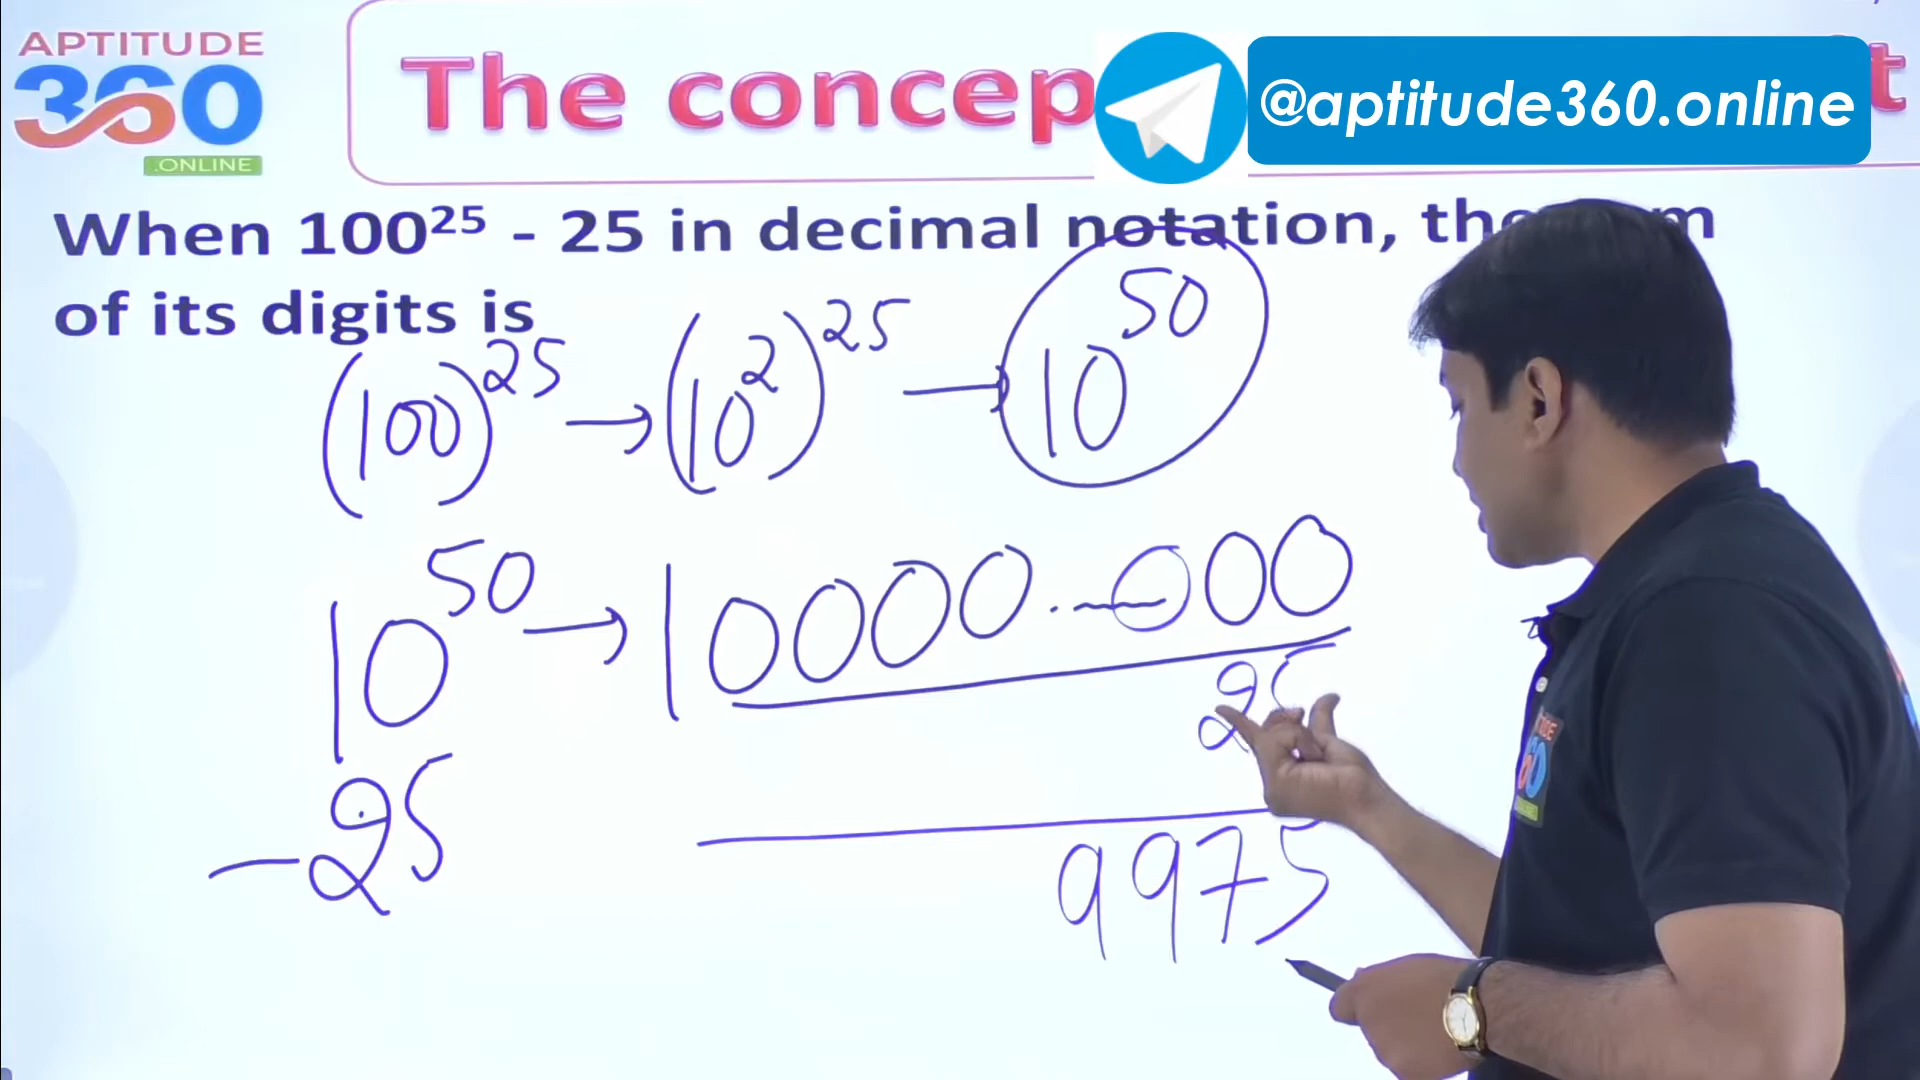 APTITUDE
360
.ONLINE
The concep
@aptitude360.online
t
When 100²⁵ - 25 in decimal notation, the
of its digits is
(100)²⁵ → (10²)²⁵ → 10⁵⁰
10⁵⁰ → 10000.....000
25
-25
9975